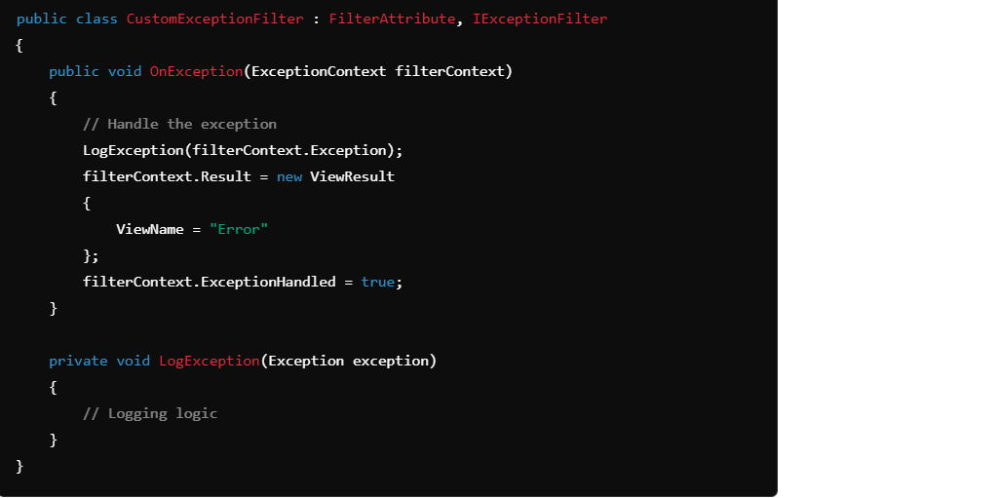 public class CustomExceptionFilter : FilterAttribute, IExceptionFilter
{
    public void OnException(ExceptionContext filterContext)
    {
        // Handle the exception
        LogException(filterContext.Exception);
        filterContext.Result = new ViewResult
        {
            ViewName = "Error"
        };
        filterContext.ExceptionHandled = true;
    }

    private void LogException(Exception exception)
    {
        // Logging logic
    }
}